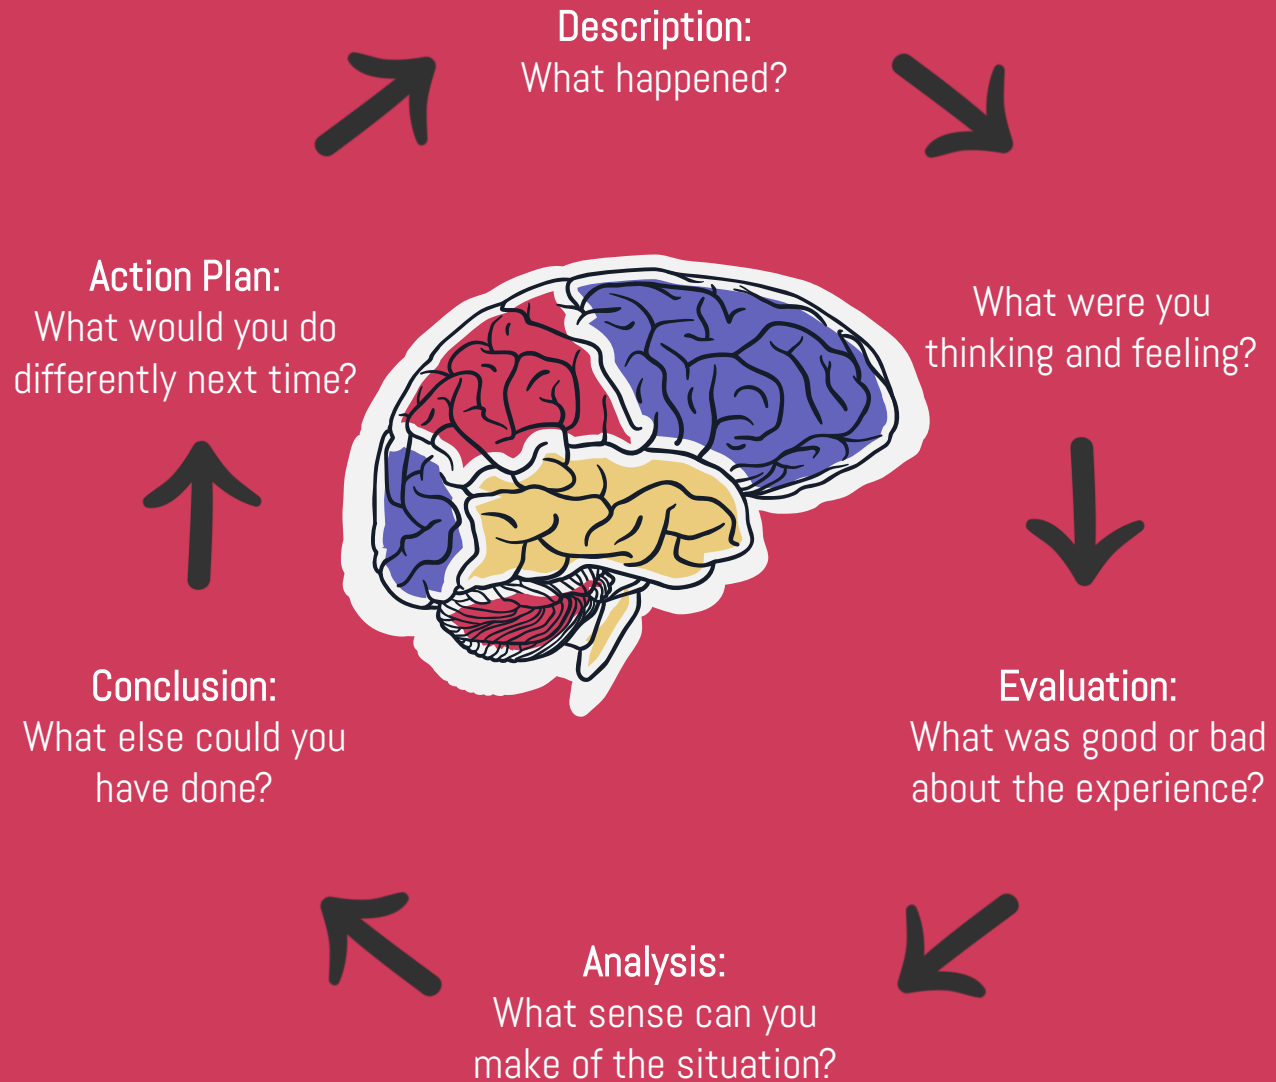 Description:
What happened?
What were you
thinking and feeling?
Evaluation:
What was good or bad
about the experience?
Analysis:
What sense can you
make of the situation?
Conclusion:
What else could you
have done?
Action Plan:
What would you do
differently next time?